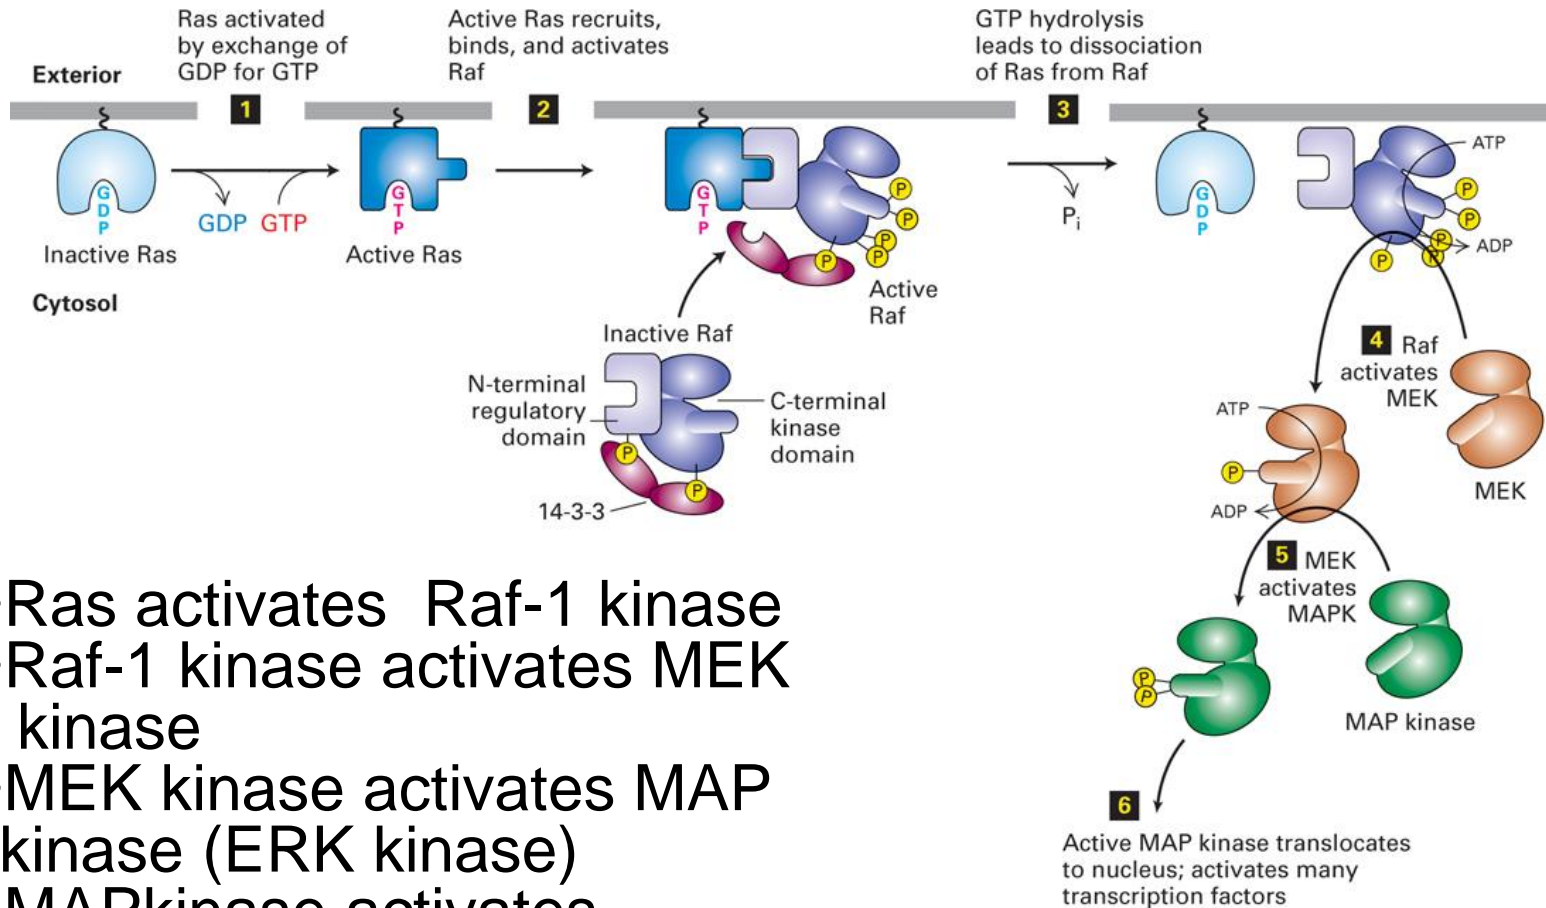 Ras activated
by exchange of
GDP for GTP
Active Ras recruits,
binds, and activates
Raf
GTP hydrolysis
leads to dissociation
of Ras from Raf
Exterior
1
2
3
G
D
P
GDP GTP
Inactive Ras
G
T
P
Active Ras
G
T
P
P
P
P
P
P
P
Active
Raf
Pi
G
D
P
ATP
P
P
P
P
P
ADP
Cytosol
Inactive Raf
N-terminal
regulatory
domain
C-terminal
kinase
domain
P
P
14-3-3
4 Raf
activates
MEK
MEK
ATP
P
ADP
5 MEK
activates
MAPK
P
P
MAP kinase
6
Active MAP kinase translocates
to nucleus; activates many
transcription factors
Ras activates Raf-1 kinase
Raf-1 kinase activates MEK
kinase
MEK kinase activates MAP
kinase (ERK kinase)
MAPkinase activates